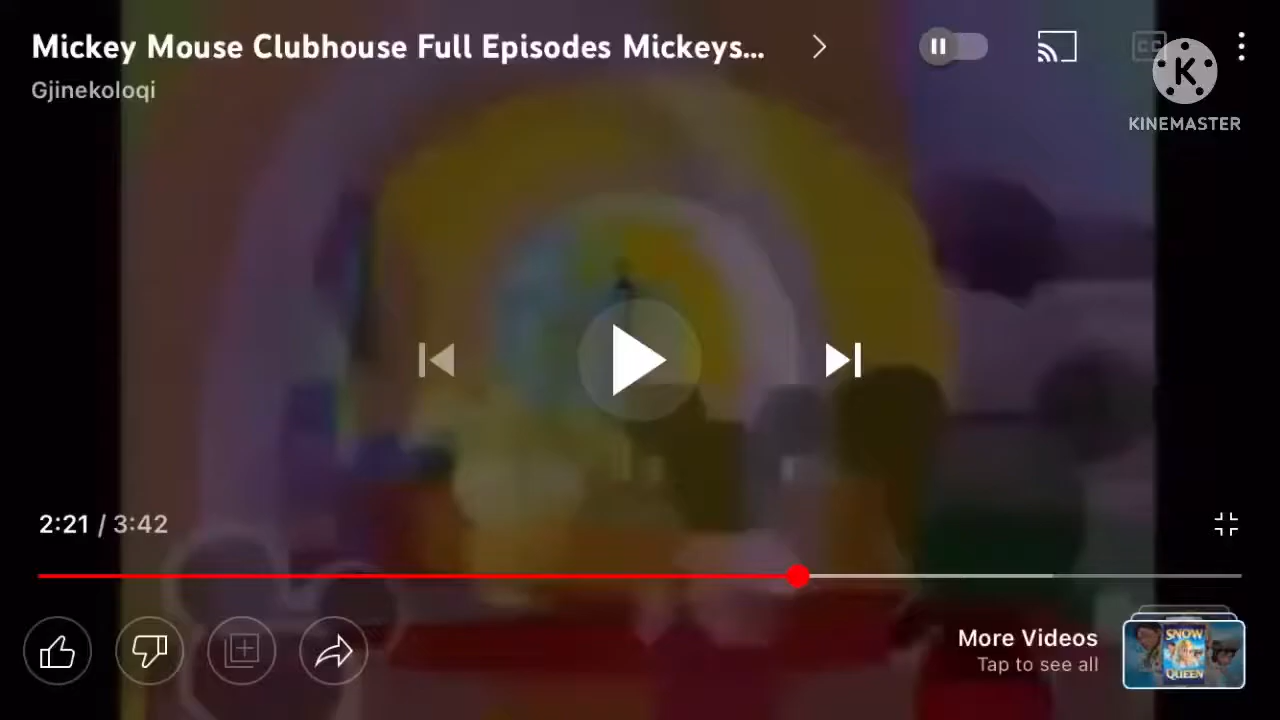 Mickey Mouse Clubhouse Full Episodes Mickeys...
Gjinekoloqi
CC
K
KINEMASTER
2:21 / 3:42
More Videos
Tap to see all
SNOW
QUEEN